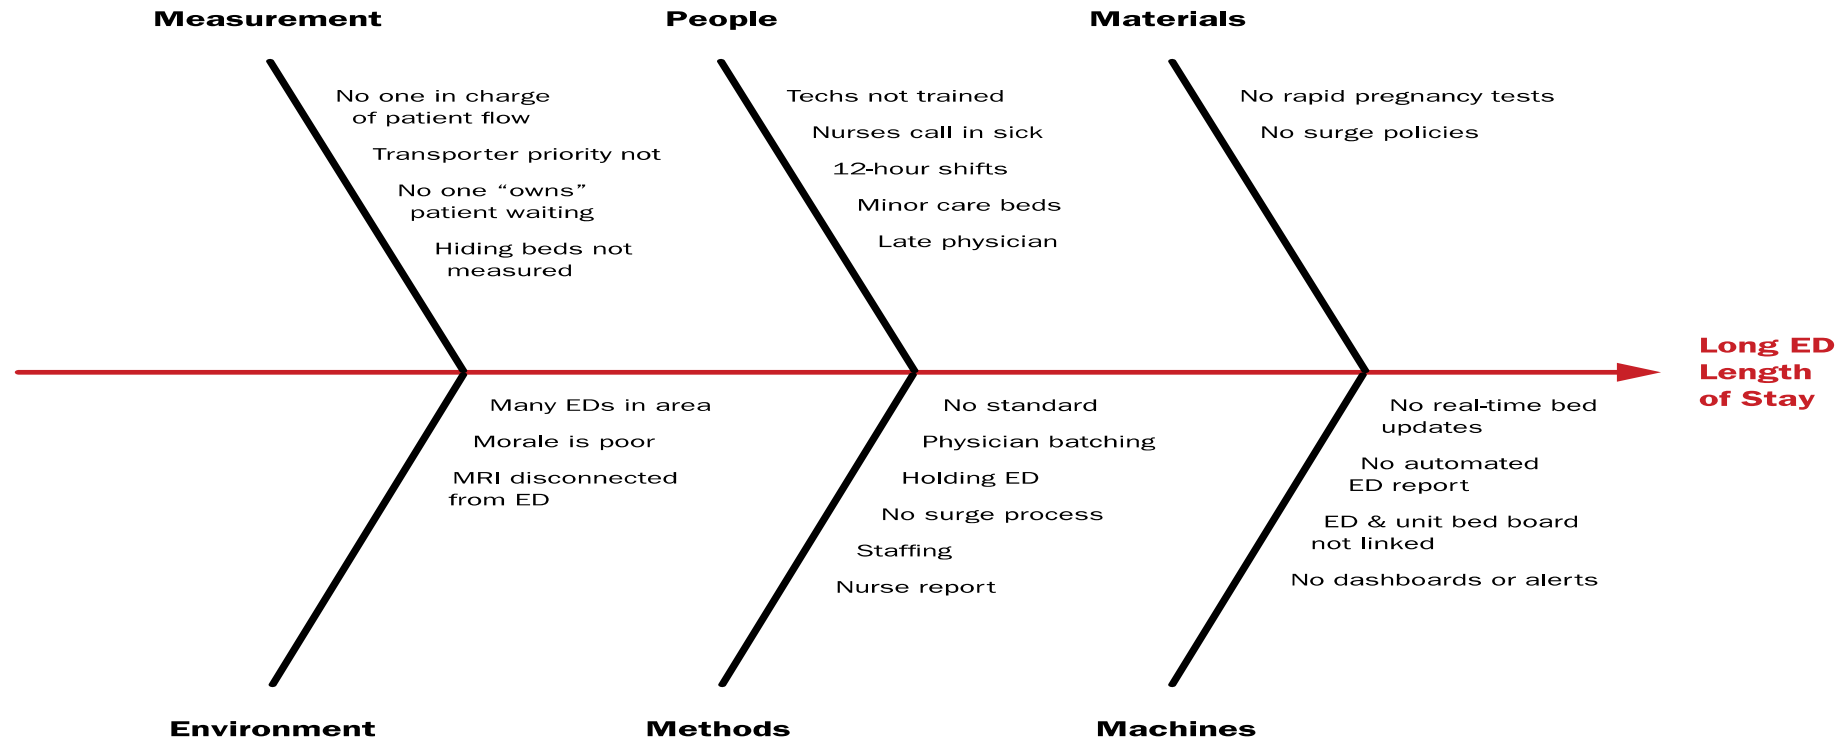 Measurement
People
Materials
No one in charge
of patient flow
Transporter priority not
No one “owns”
patient waiting
Hiding beds not
measured
Techs not trained
Nurses call in sick
12-hour shifts
Minor care beds
Late physician
No rapid pregnancy tests
No surge policies
Long ED
Length
of Stay
Many EDs in area
Morale is poor
MRI disconnected
from ED
No standard
Physician batching
Holding ED
No surge process
Staffing
Nurse report
No real-time bed
updates
No automated
ED report
ED & unit bed board
not linked
No dashboards or alerts
Environment
Methods
Machines